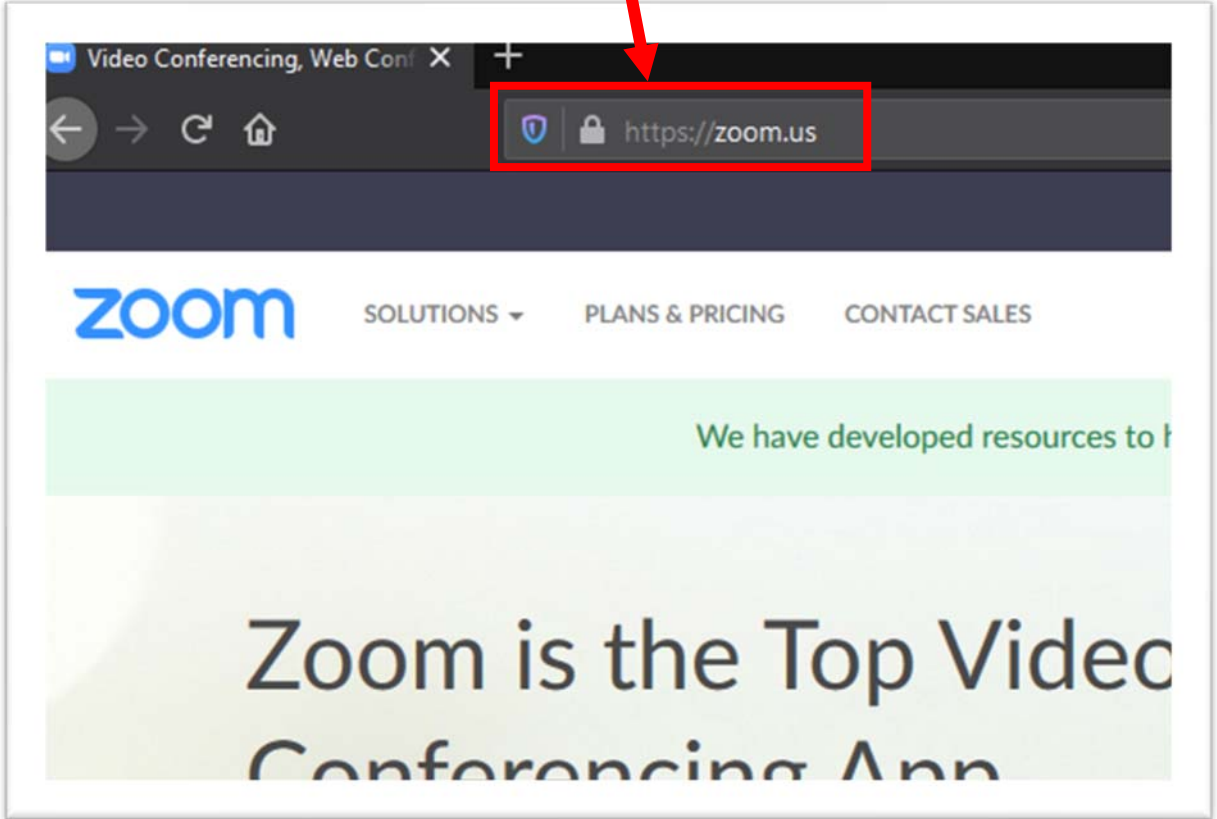 Video Conferencing, Web Conf
https://zoom.us
zoom SOLUTIONS PLANS & PRICING CONTACT SALES
We have developed resources to h
Zoom is the Top Video
Conferencing App